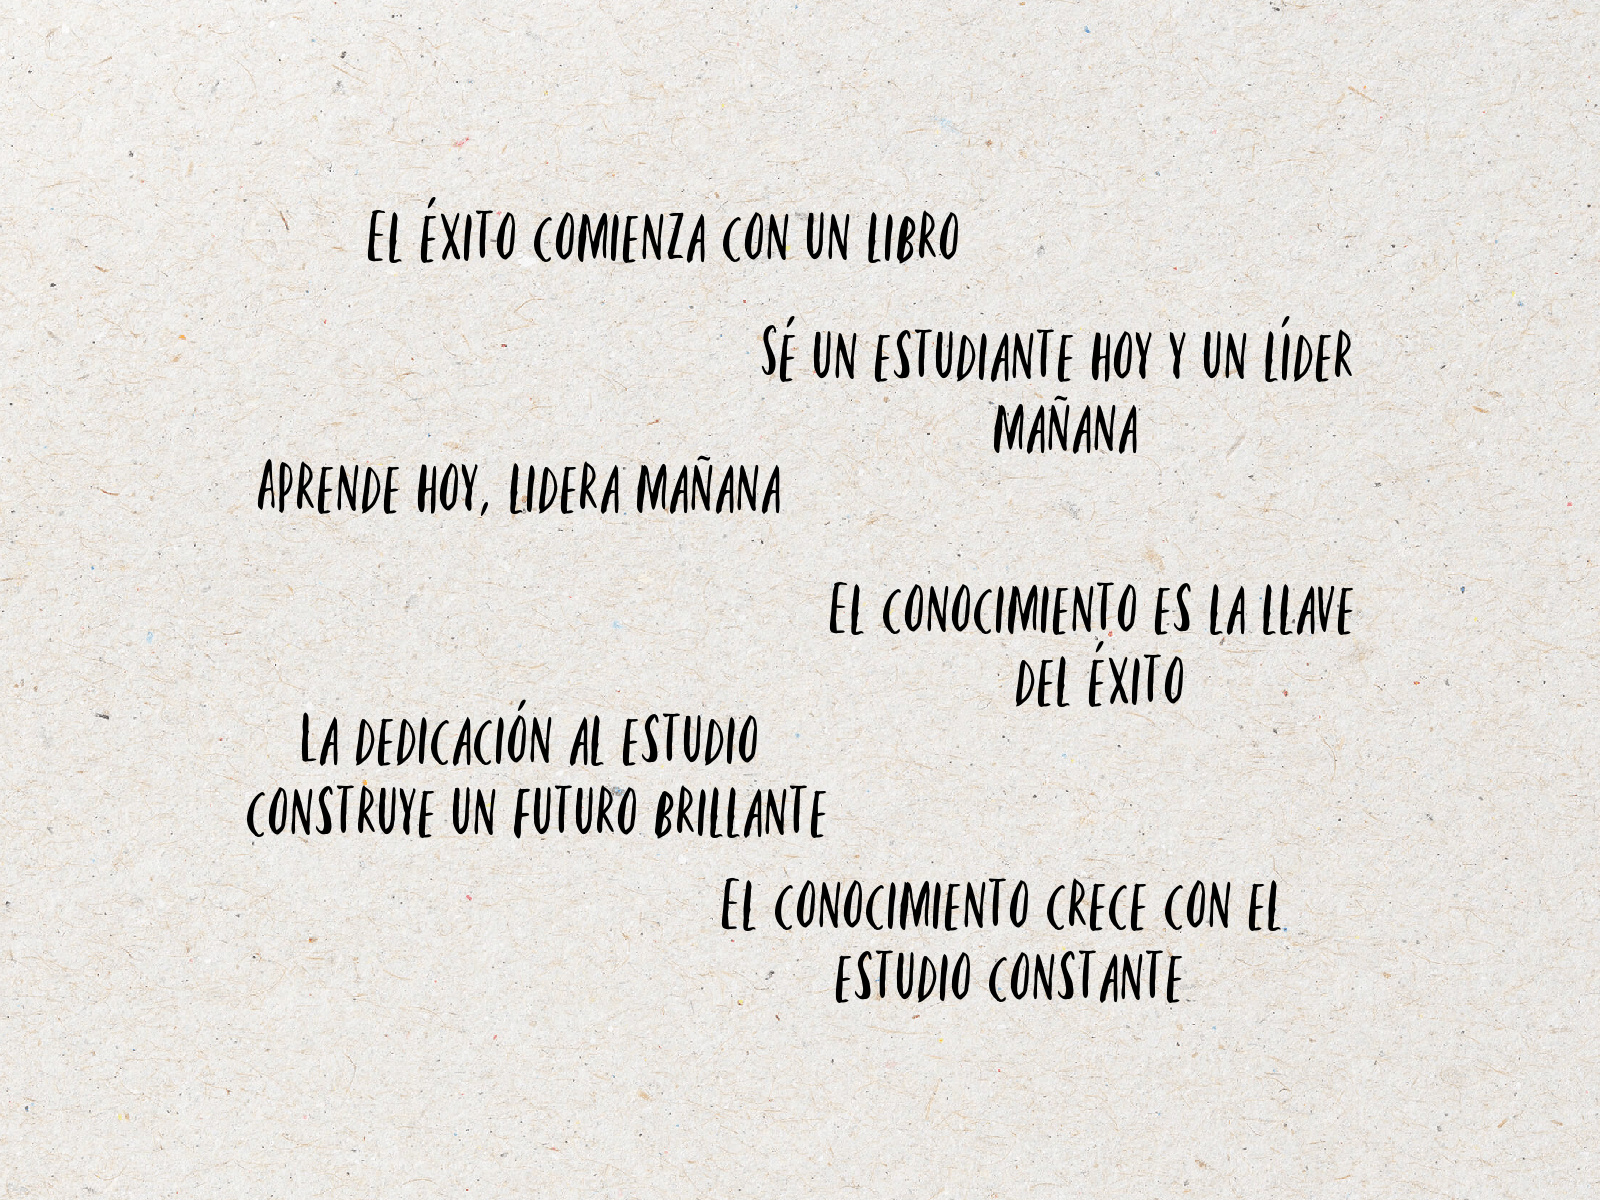 EL ÉXITO COMIENZA CON UN LIBRO
SÉ UN ESTUDIANTE HOY Y UN LÍDER
MAÑANA
APRENDE HOY, LIDERA MAÑANA
EL CONOCIMIENTO ES LA LLAVE
DEL ÉXITO
LA DEDICACIÓN AL ESTUDIO
CONSTRUYE UN FUTURO BRILLANTE
EL CONOCIMIENTO CRECE CON EL
ESTUDIO CONSTANTE